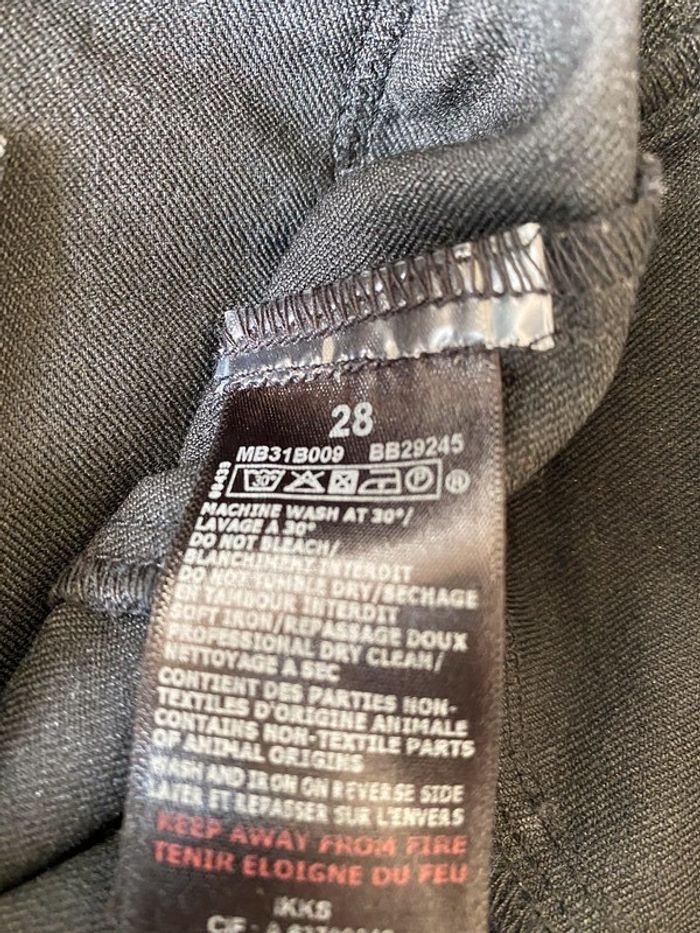 28
MB31B009 BB29245
30°
P
MACHINE WASH AT 30°/
LAVAGE A 30°
DO NOT BLEACH/
BLANCHIMENT INTERDIT
DO NOT TUMBLE DRY/SECHAGE
EN TAMBOUR INTERDIT
SOFT IRON/REPASSAGE DOUX
PROFESSIONAL DRY CLEAN/
NETTOYAGE A SEC
CONTIENT DES PARTIES NON-
TEXTILES D'ORIGINE ANIMALE
CONTAINS NON-TEXTILE PARTS
OF ANIMAL ORIGINS
WASH AND IRON ON REVERSE SIDE
LAVER ET REPASSER SUR L'ENVERS
KEEP AWAY FROM FIRE
TENIR ELOIGNE DU FEU
IKKS
CIF - A